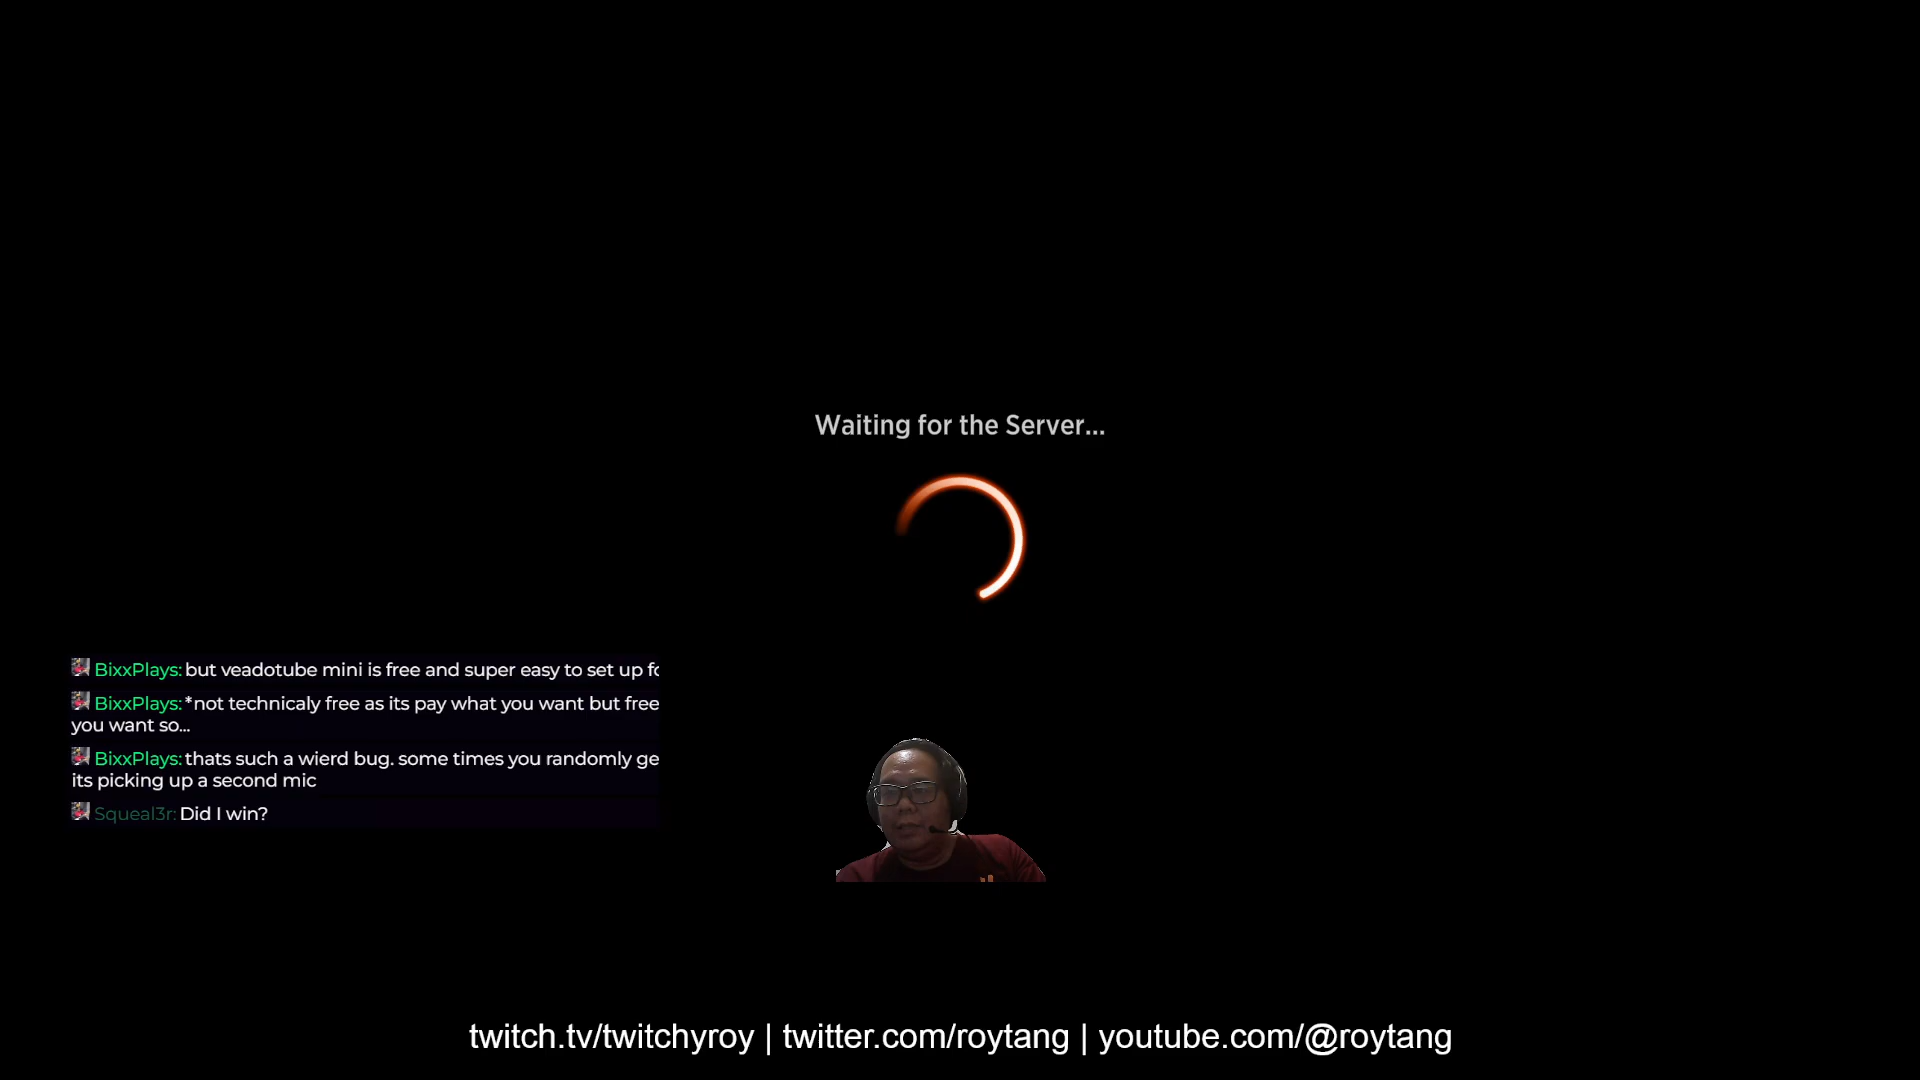 Waiting for the Server...
BixxPlays: but veadotube mini is free and super easy to set up fo
BixxPlays: *not technicaly free as its pay what you want but free
you want so...
BixxPlays: thats such a wierd bug. some times you randomly ge
its picking up a second mic
Squeal3r: Did I win?
twitch.tv/twitchyroy | twitter.com/roytang | youtube.com/@roytang